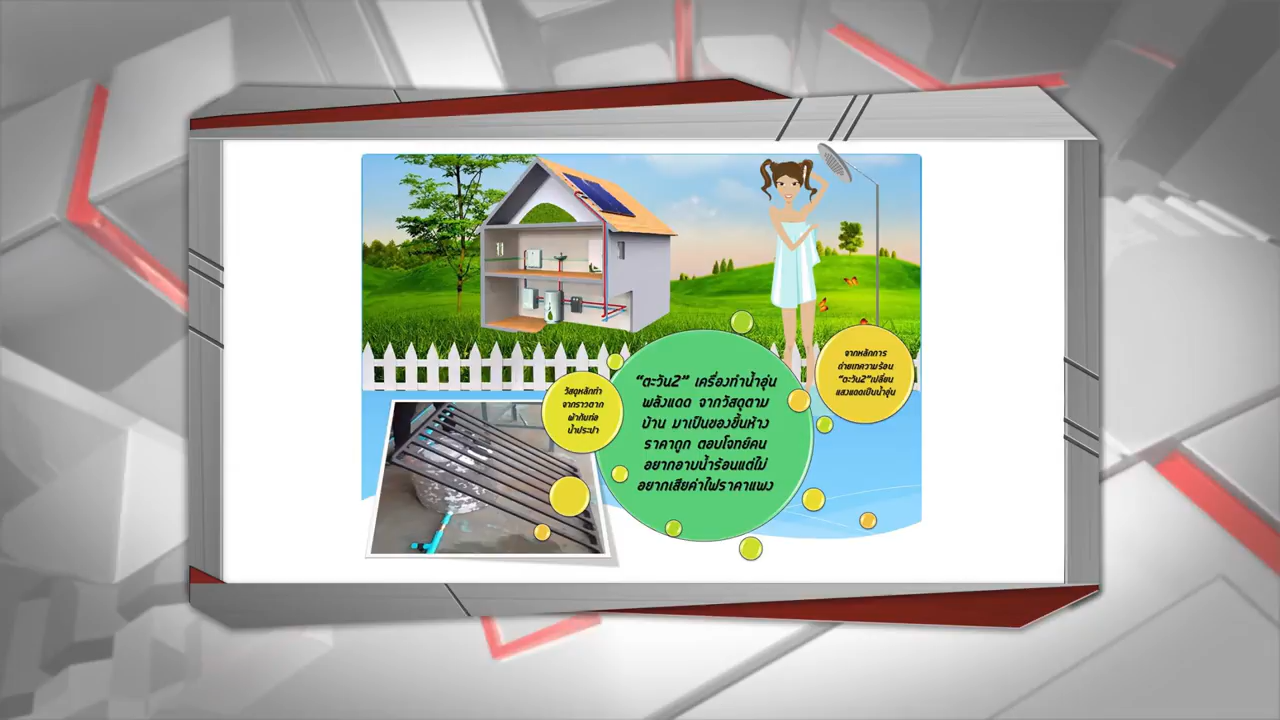 "ตะวัน2" เครื่องทำน้ำอุ่น
พลังแดด จากวัสดุตาม
บ้าน มาเป็นของขึ้นห้าง
ราคาถูก ตอบโจทย์คน
อยากอาบน้ำร้อนแต่ไม่
อยากเสียค่าไฟราคาแพง
วัสดุหลักทำ
จากราวตาก
ผ้ากับท่อ
น้ำประปา
จากหลักการ
ถ่ายเทความร้อน
"ตะวัน2"เปลี่ยน
แสงแดดเป็นน้ำอุ่น